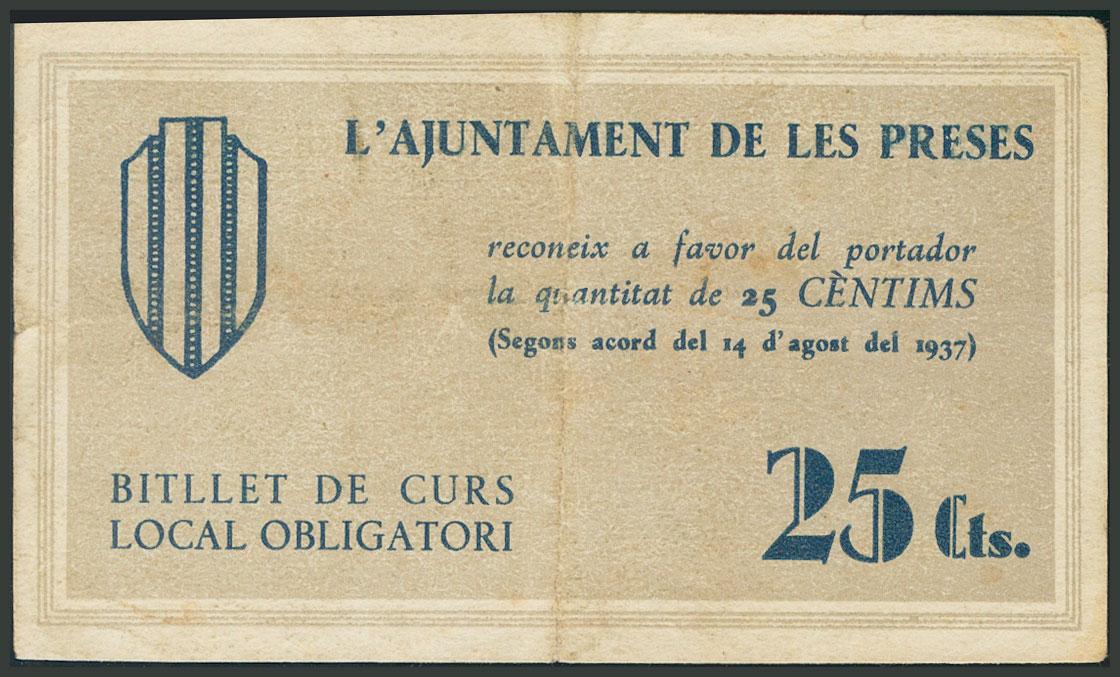 L'AJUNTAMENT DE LES PRESES
reconeix a favor del portador
la quantitat de 25 CÈNTIMS
(Segons acord del 14 d'agost del 1937)
BITLLET DE CURS
LOCAL OBLIGATORI
25 Cts.